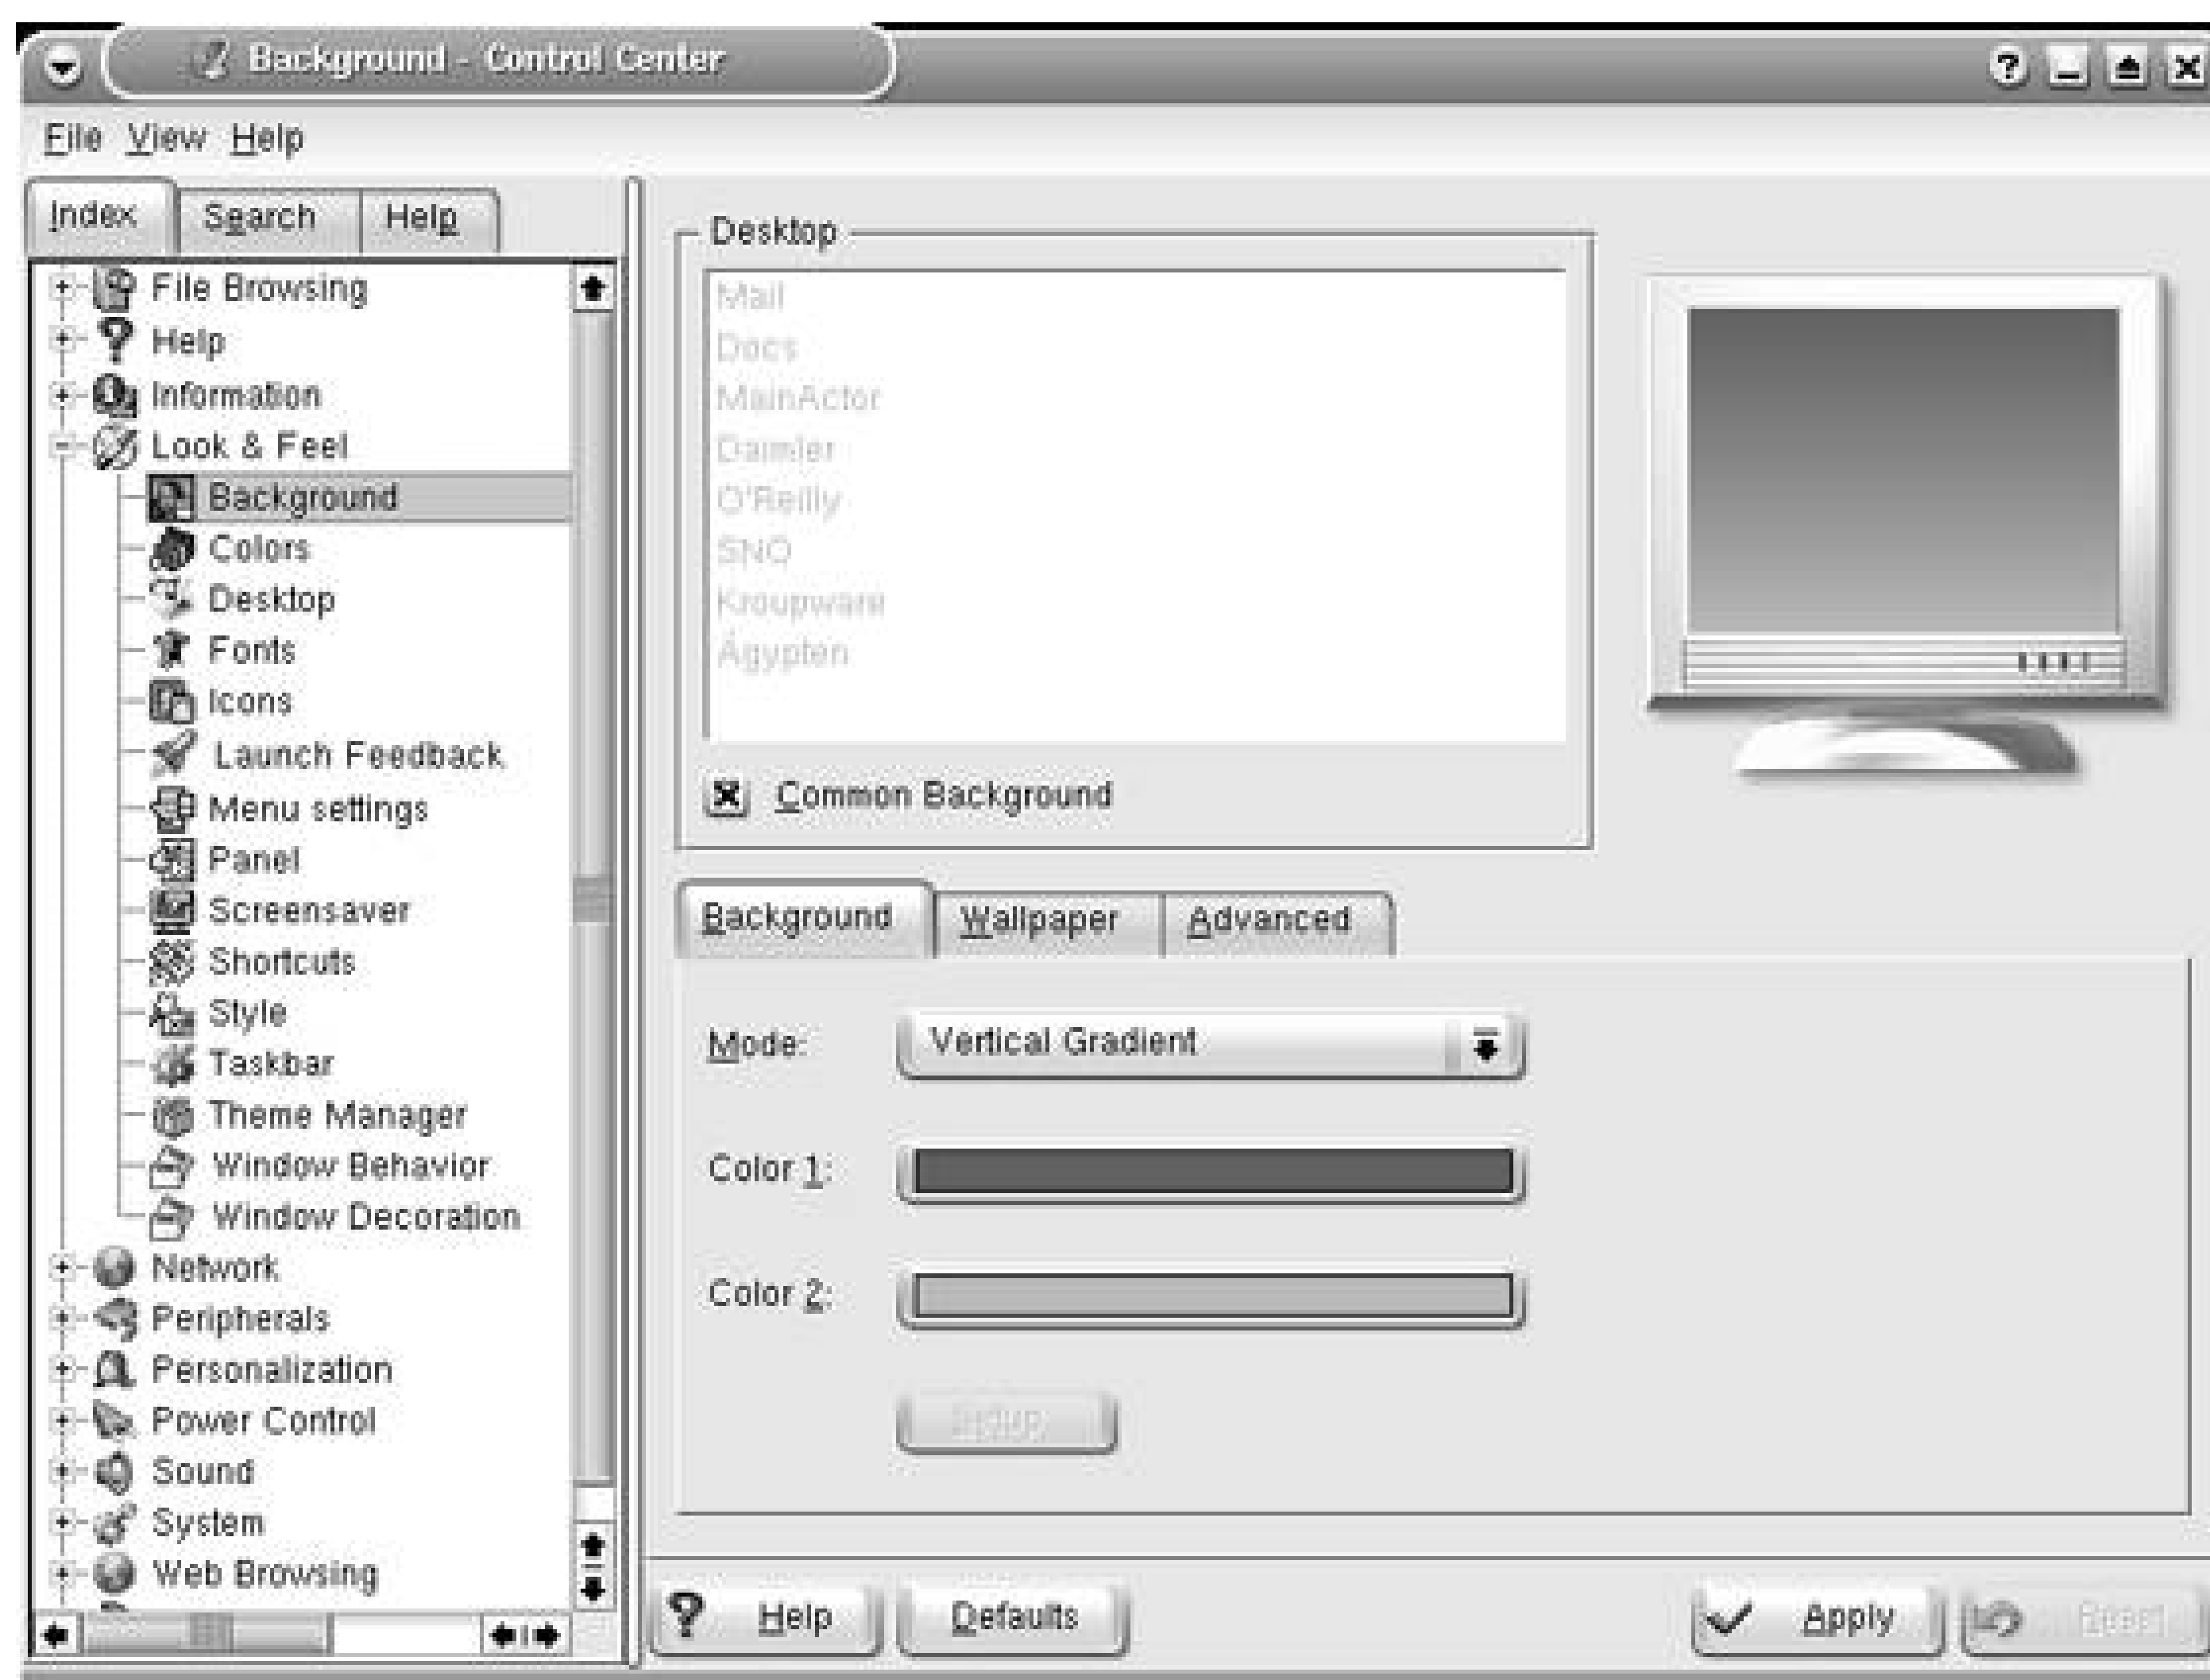 Background - Control Center
File View Help
Index Search Help
File Browsing
Help
Information
Look & Feel
Background
Colors
Desktop
Fonts
Icons
Launch Feedback
Menu settings
Panel
Screensaver
Shortcuts
Style
Taskbar
Theme Manager
Window Behavior
Window Decoration
Network
Peripherals
Personalization
Power Control
Sound
System
Web Browsing
Desktop
Mail
Docs
MainActor
Daimler
O'Reilly
SNO
Kroupware
Ägypten
Common Background
Background Wallpaper Advanced
Mode: Vertical Gradient
Color 1:
Color 2:
Help Defaults Apply Reset